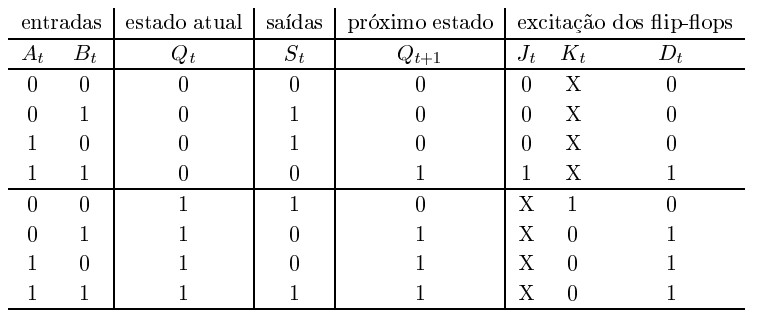 entradas estado atual saídas próximo estado excitação dos flip-flops
A_t B_t Q_t S_t Q_{t+1} J_t K_t D_t
0 0 0 0 0 0 X 0
0 1 0 1 0 0 X 0
1 0 0 1 0 0 X 0
1 1 0 0 1 1 X 1
0 0 1 1 0 X 1 0
0 1 1 0 1 X 0 1
1 0 1 0 1 X 0 1
1 1 1 1 1 X 0 1